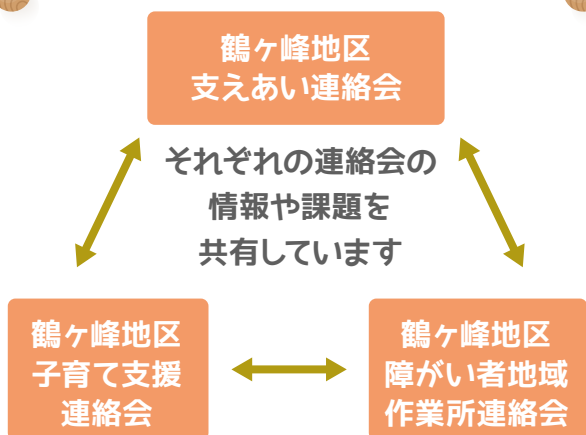 鶴ヶ峰地区
支えあい連絡会
それぞれの連絡会の
情報や課題を
共有しています
鶴ヶ峰地区
子育て支援
連絡会
鶴ヶ峰地区
障がい者地域
作業所連絡会